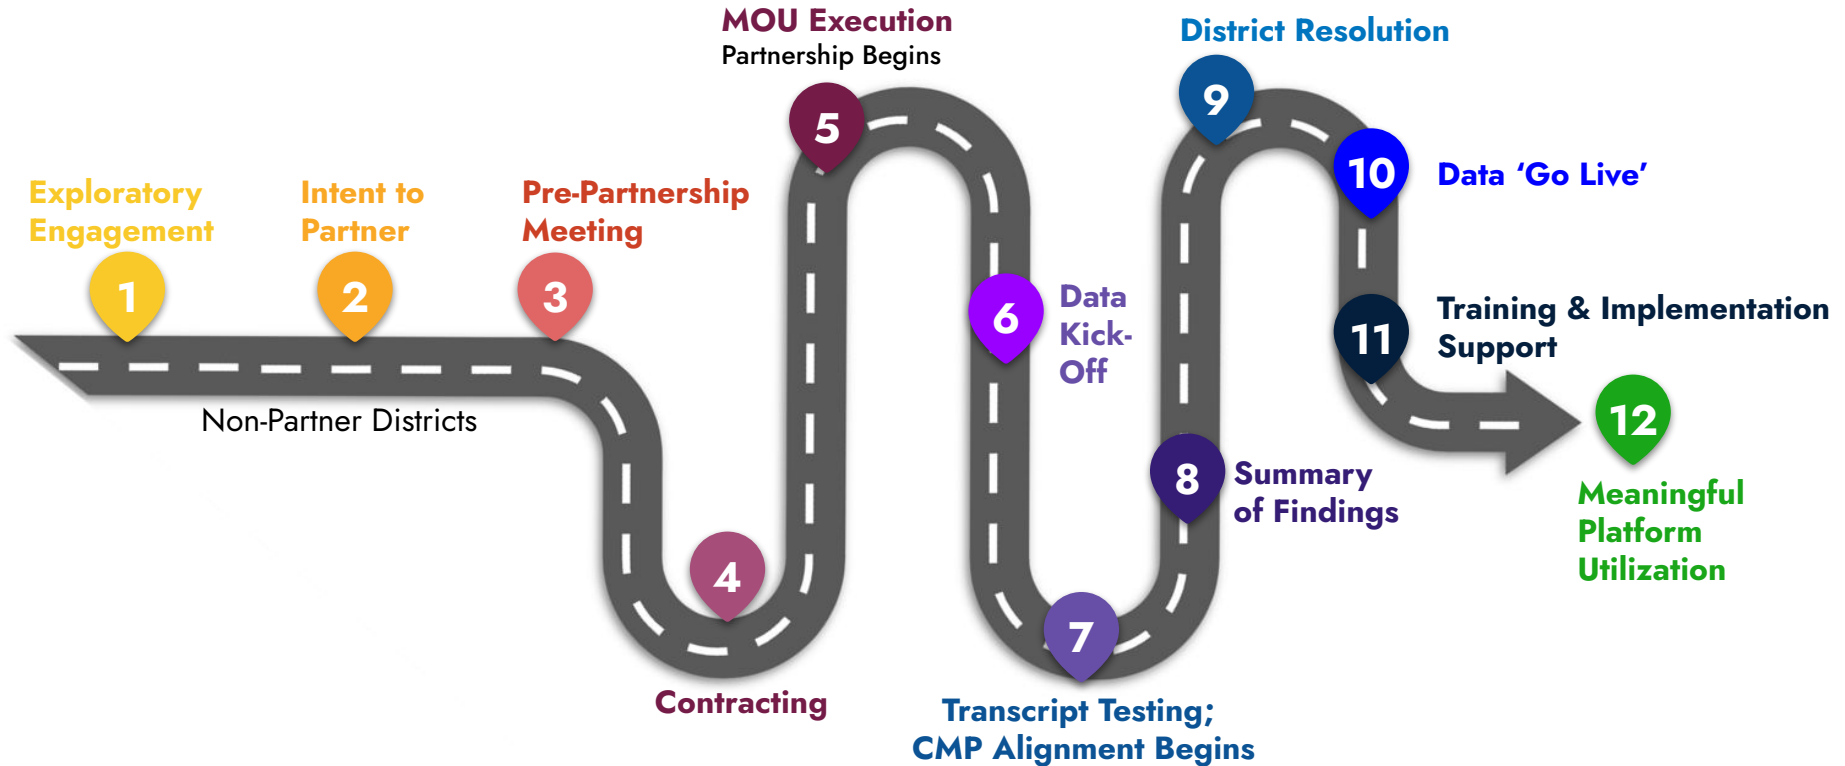 Exploratory
Engagement
1
Intent to
Partner
2
Pre-Partnership
Meeting
3
Non-Partner Districts
4
Contracting
MOU Execution
Partnership Begins
5
6
Data
Kick-
Off
7
Transcript Testing;
CMP Alignment Begins
8
Summary
of Findings
District Resolution
9
10
Data ‘Go Live’
11
Training & Implementation
Support
12
Meaningful
Platform
Utilization